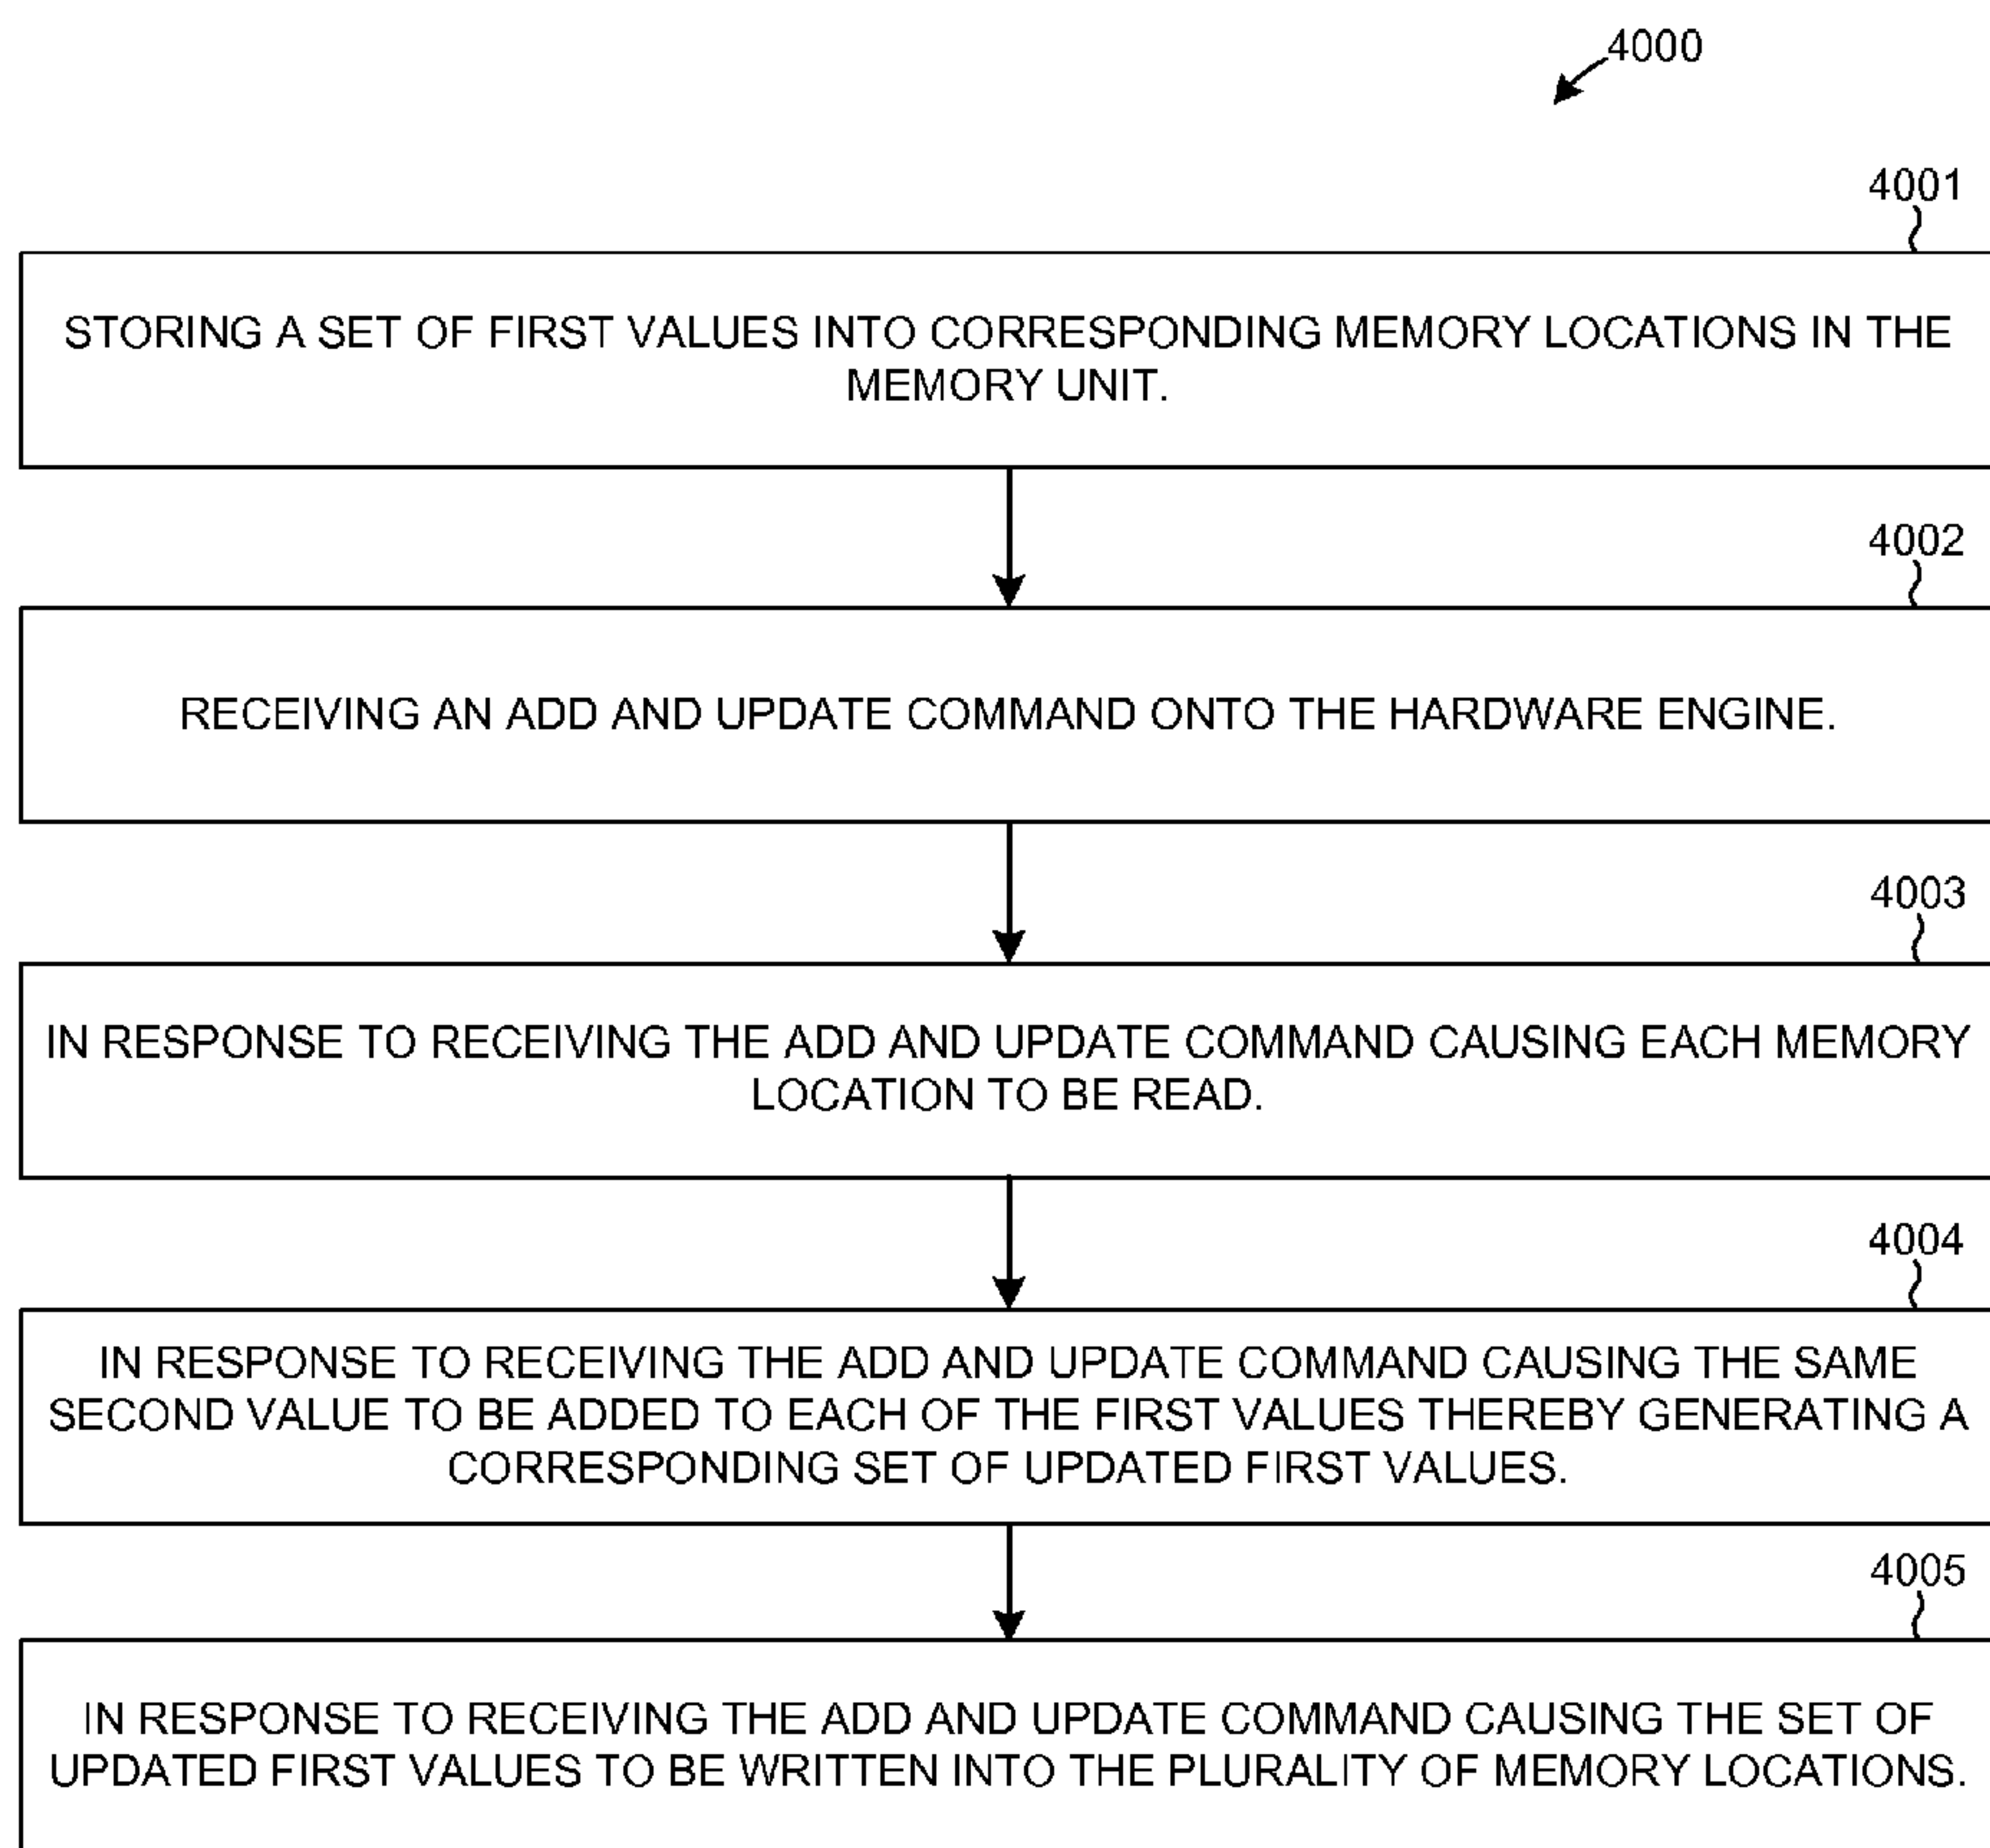 4000
4001
STORING A SET OF FIRST VALUES INTO CORRESPONDING MEMORY LOCATIONS IN THE
MEMORY UNIT.
4002
RECEIVING AN ADD AND UPDATE COMMAND ONTO THE HARDWARE ENGINE.
4003
IN RESPONSE TO RECEIVING THE ADD AND UPDATE COMMAND CAUSING EACH MEMORY
LOCATION TO BE READ.
4004
IN RESPONSE TO RECEIVING THE ADD AND UPDATE COMMAND CAUSING THE SAME
SECOND VALUE TO BE ADDED TO EACH OF THE FIRST VALUES THEREBY GENERATING A
CORRESPONDING SET OF UPDATED FIRST VALUES.
4005
IN RESPONSE TO RECEIVING THE ADD AND UPDATE COMMAND CAUSING THE SET OF
UPDATED FIRST VALUES TO BE WRITTEN INTO THE PLURALITY OF MEMORY LOCATIONS.